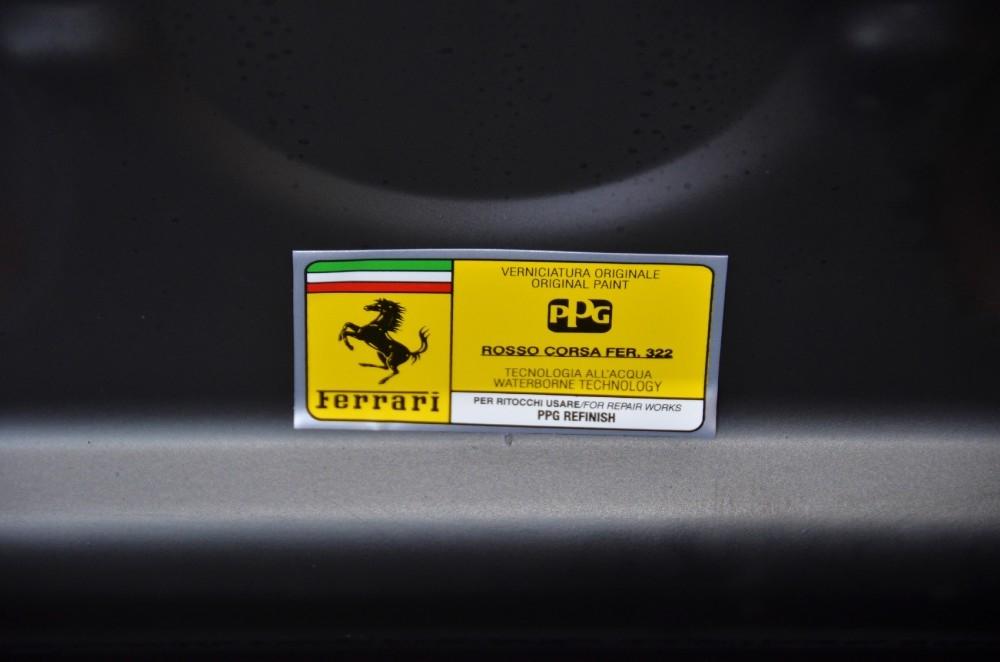 Ferrari
VERNICIATURA ORIGINALE
ORIGINAL PAINT
PPG
ROSSO CORSA FER. 322
TECNOLOGIA ALL'ACQUA
WATERBORNE TECHNOLOGY
PER RITOCCHI USARE/FOR REPAIR WORKS
PPG REFINISH